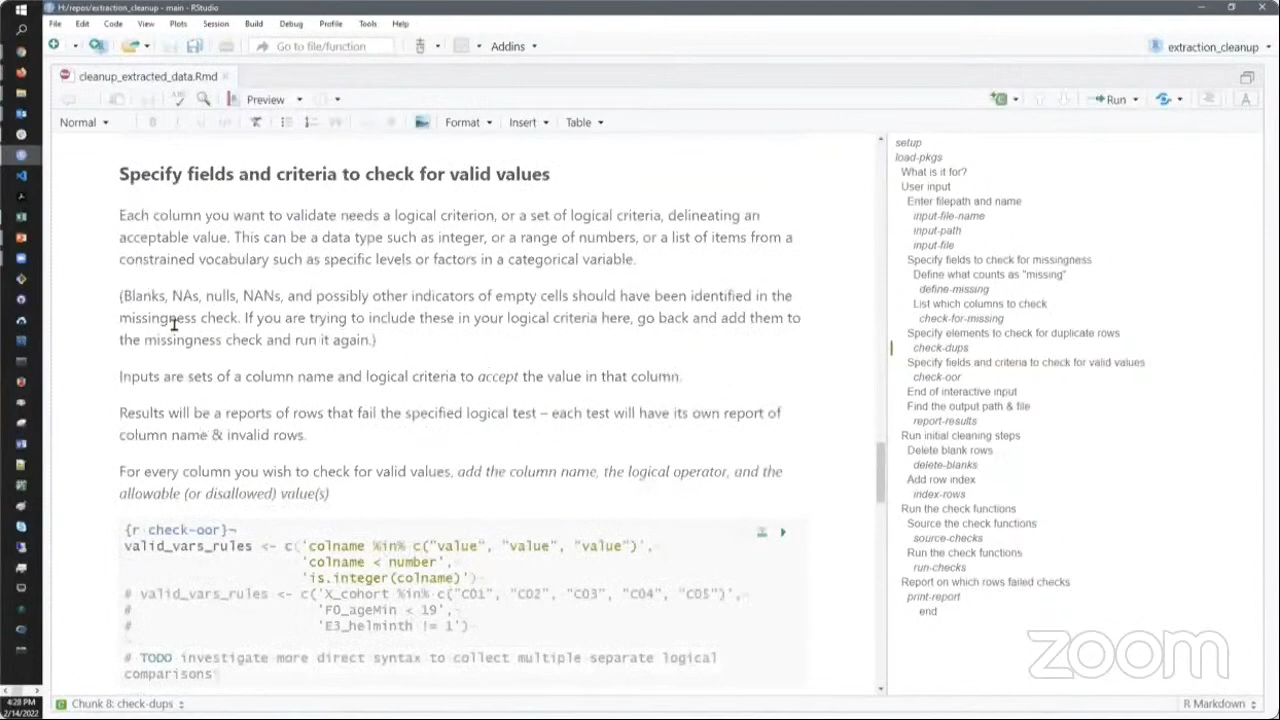 H:/repos/extraction_cleanup - main - RStudio
File Edit Code View Plots Session Build Debug Profile Tools Help
Go to file/function Addins extraction_cleanup
cleanup_extracted_data.Rmd
ABC Preview Run
Normal Format Insert Table
Specify fields and criteria to check for valid values
Each column you want to validate needs a logical criterion, or a set of logical criteria, delineating an
acceptable value. This can be a data type such as integer, or a range of numbers, or a list of items from a
constrained vocabulary such as specific levels or factors in a categorical variable.
(Blanks, NAs, nulls, NANs, and possibly other indicators of empty cells should have been identified in the
missingness check. If you are trying to include these in your logical criteria here, go back and add them to
the missingness check and run it again.)
Inputs are sets of a column name and logical criteria to accept the value in that column.
Results will be a reports of rows that fail the specified logical test – each test will have its own report of
column name & invalid rows.
For every column you wish to check for valid values, add the column name, the logical operator, and the
allowable (or disallowed) value(s)
{r check-oor}¬
valid_vars_rules <- c('colname %in% c("value", "value", "value")',
'colname < number',
'is.integer(colname)')
# valid_vars_rules <- c('X_cohort %in% c("C01", "C02", "C03", "C04", "C05")',
# 'F0_ageMin < 19',
# 'E3_helminth != 1')
# TODO investigate more direct syntax to collect multiple separate logical
comparisons
setup
load-pkgs
What is it for?
User input
Enter filepath and name
input-file-name
input-path
input-file
Specify fields to check for missingness
Define what counts as "missing"
define-missing
List which columns to check
check-for-missing
Specify elements to check for duplicate rows
check-dups
Specify fields and criteria to check for valid values
check-oor
End of interactive input
Find the output path & file
report-results
Run initial cleaning steps
Delete blank rows
delete-blanks
Add row index
index-rows
Run the check functions
Source the check functions
source-checks
Run the check functions
run-checks
Report on which rows failed checks
print-report
end
zoom
Chunk 8: check-dups R Markdown
4:28 PM
2/14/2022